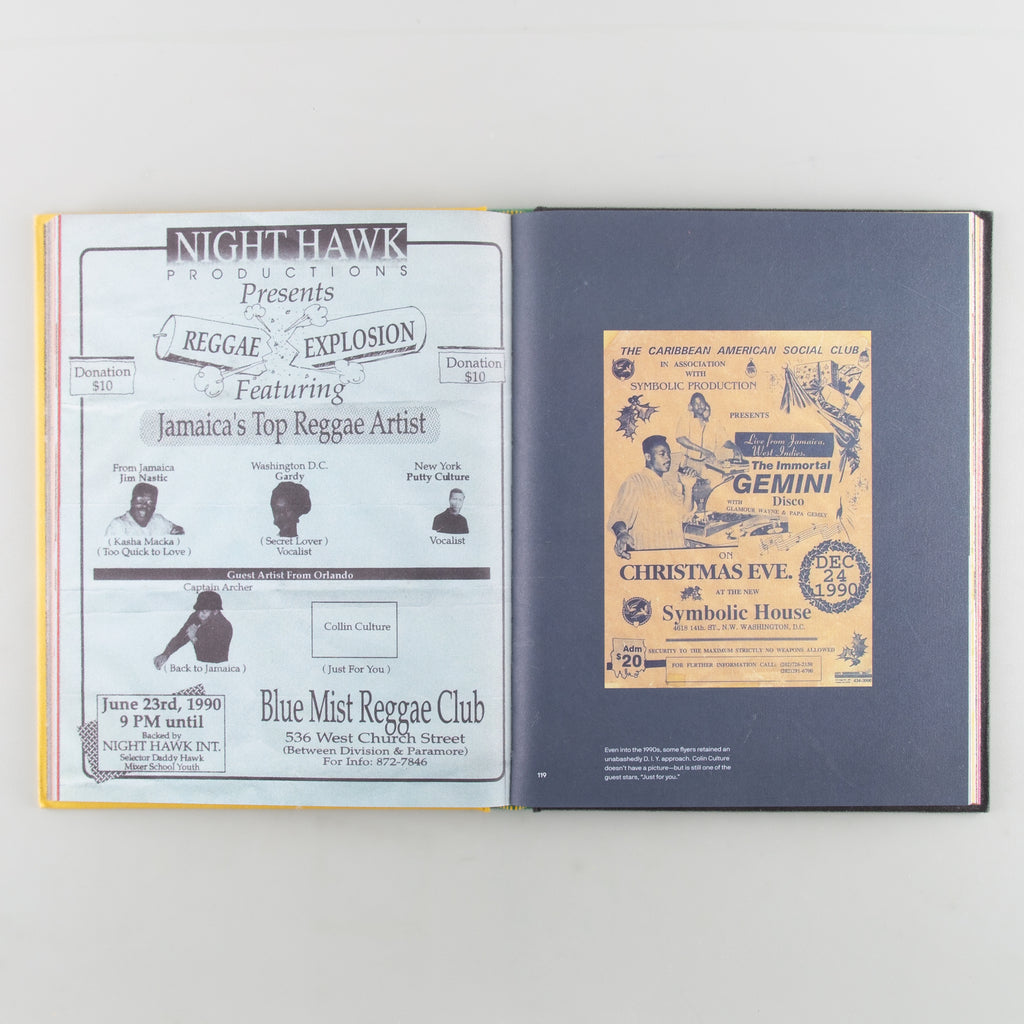 NIGHT HAWK
PRODUCTIONS
Presents
REGGAE EXPLOSION
Donation
$10
Donation
$10
Featuring
Jamaica's Top Reggae Artist
From Jamaica
Jim Nastic
( Kasha Macka )
( Too Quick to Love )
Washington D.C.
Gardy
( Secret Lover )
Vocalist
New York
Putty Culture
Vocalist
Guest Artist From Orlando
Captain Archer
( Back to Jamaica )
Collin Culture
( Just For You )
June 23rd, 1990
9 PM until
Backed by
NIGHT HAWK INT.
Selector Daddy Hawk
Mixer School Youth
Blue Mist Reggae Club
536 West Church Street
(Between Division & Paramore)
For Info: 872-7846
THE CARIBBEAN AMERICAN SOCIAL CLUB
IN ASSOCIATION
WITH
SYMBOLIC PRODUCTION
PRESENTS
Live from Jamaica,
West Indies.
The Immortal
GEMINI
Disco
WITH
GLAMOUR WAYNE & PAPA GEMILY
ON
CHRISTMAS EVE.
DEC
24
1990
AT THE NEW
Symbolic House
4618 14th. ST., N.W. WASHINGTON, D.C.
Adm
$20
SECURITY TO THE MAXIMUM STRICTLY NO WEAPONS ALLOWED
FOR FURTHER INFORMATION CALL: (202)726-2150
(202)291-6700
Even into the 1990s, some flyers retained an
unabashedly D. I. Y. approach. Colin Culture
doesn't have a picture—but is still one of the
guest stars, "Just for you."
119